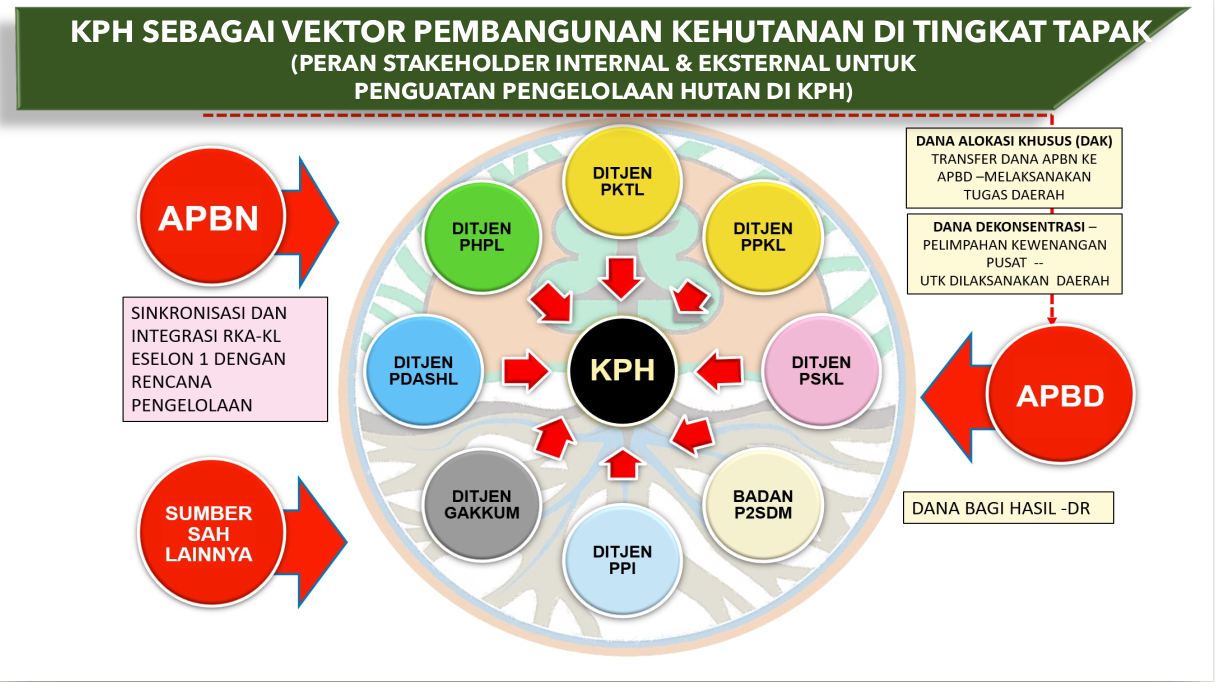 KPH SEBAGAI VEKTOR PEMBANGUNAN KEHUTANAN DI TINGKAT TAPAK
(PERAN STAKEHOLDER INTERNAL & EKSTERNAL UNTUK
PENGUATAN PENGELOLAAN HUTAN DI KPH)
APBN
SINKRONISASI DAN
INTEGRASI RKA-KL
ESELON 1 DENGAN
RENCANA
PENGELOLAAN
SUMBER
SAH
LAINNYA
DITJEN
PKTL
DITJEN
PHPL
DITJEN
PPKL
DITJEN
PDASHL
KPH
DITJEN
PSKL
DITJEN
GAKKUM
BADAN
P2SDM
DITJEN
PPI
DANA ALOKASI KHUSUS (DAK)
TRANSFER DANA APBN KE
APBD –MELAKSANAKAN
TUGAS DAERAH
DANA DEKONSENTRASI –
PELIMPAHAN KEWENANGAN
PUSAT --
UTK DILAKSANAKAN DAERAH
APBD
DANA BAGI HASIL -DR